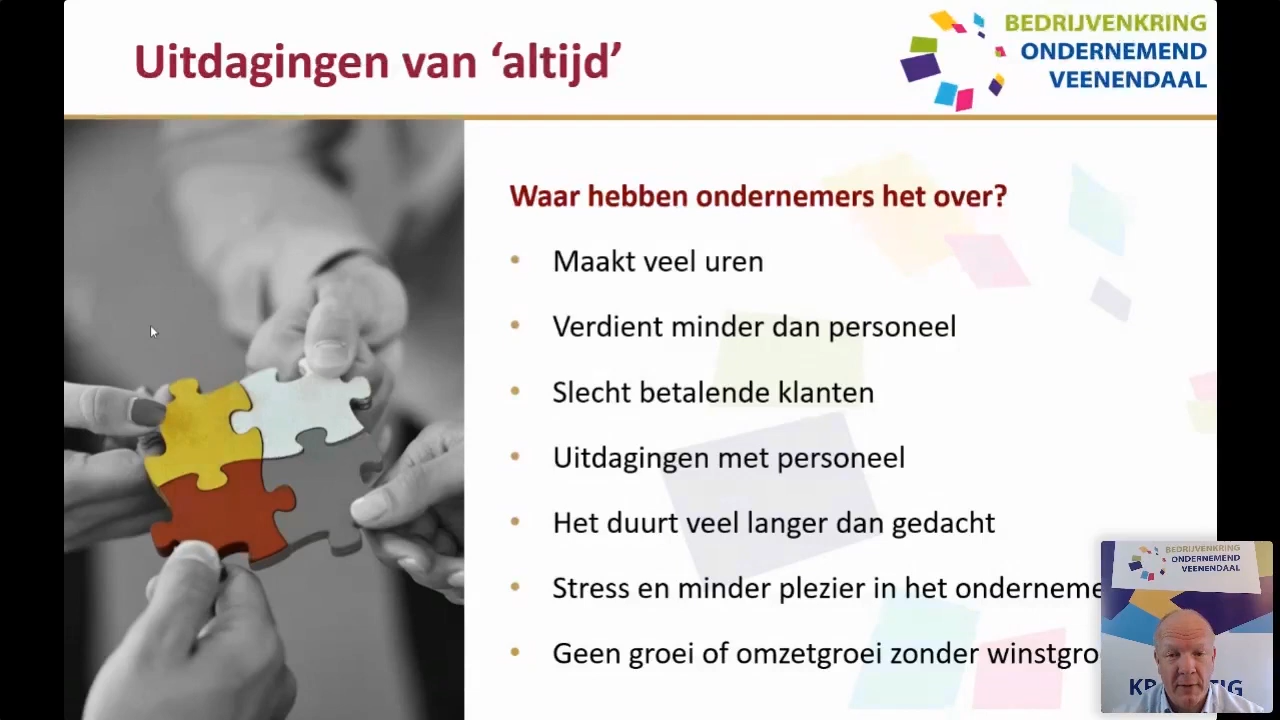 Uitdagingen van ‘altijd’
BEDRIJVENKRING
ONDERNEMEND
VEENENDAAL
Waar hebben ondernemers het over?
• Maakt veel uren
• Verdient minder dan personeel
• Slecht betalende klanten
• Uitdagingen met personeel
• Het duurt veel langer dan gedacht
• Stress en minder plezier in het onderneme
• Geen groei of omzetgroei zonder winstgro
BEDRIJVENKRING
ONDERNEMEND
VEENENDAAL